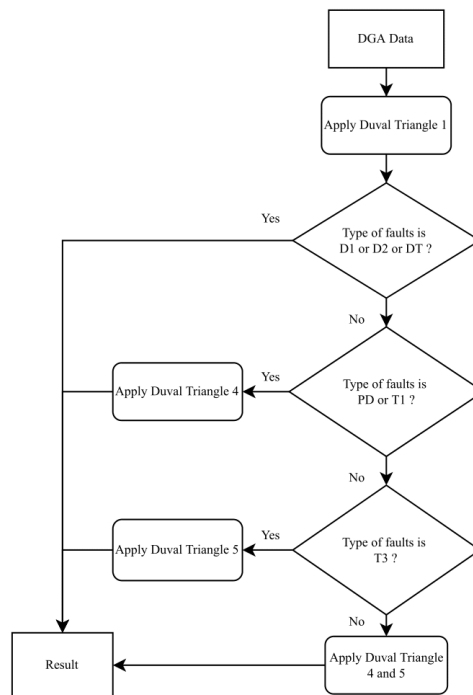 DGA Data
Apply Duval Triangle 1
Yes
Type of faults is
D1 or D2 or DT ?
No
Apply Duval Triangle 4
Yes
Type of faults is
PD or T1 ?
No
Apply Duval Triangle 5
Yes
Type of faults is
T3 ?
No
Result
Apply Duval Triangle
4 and 5